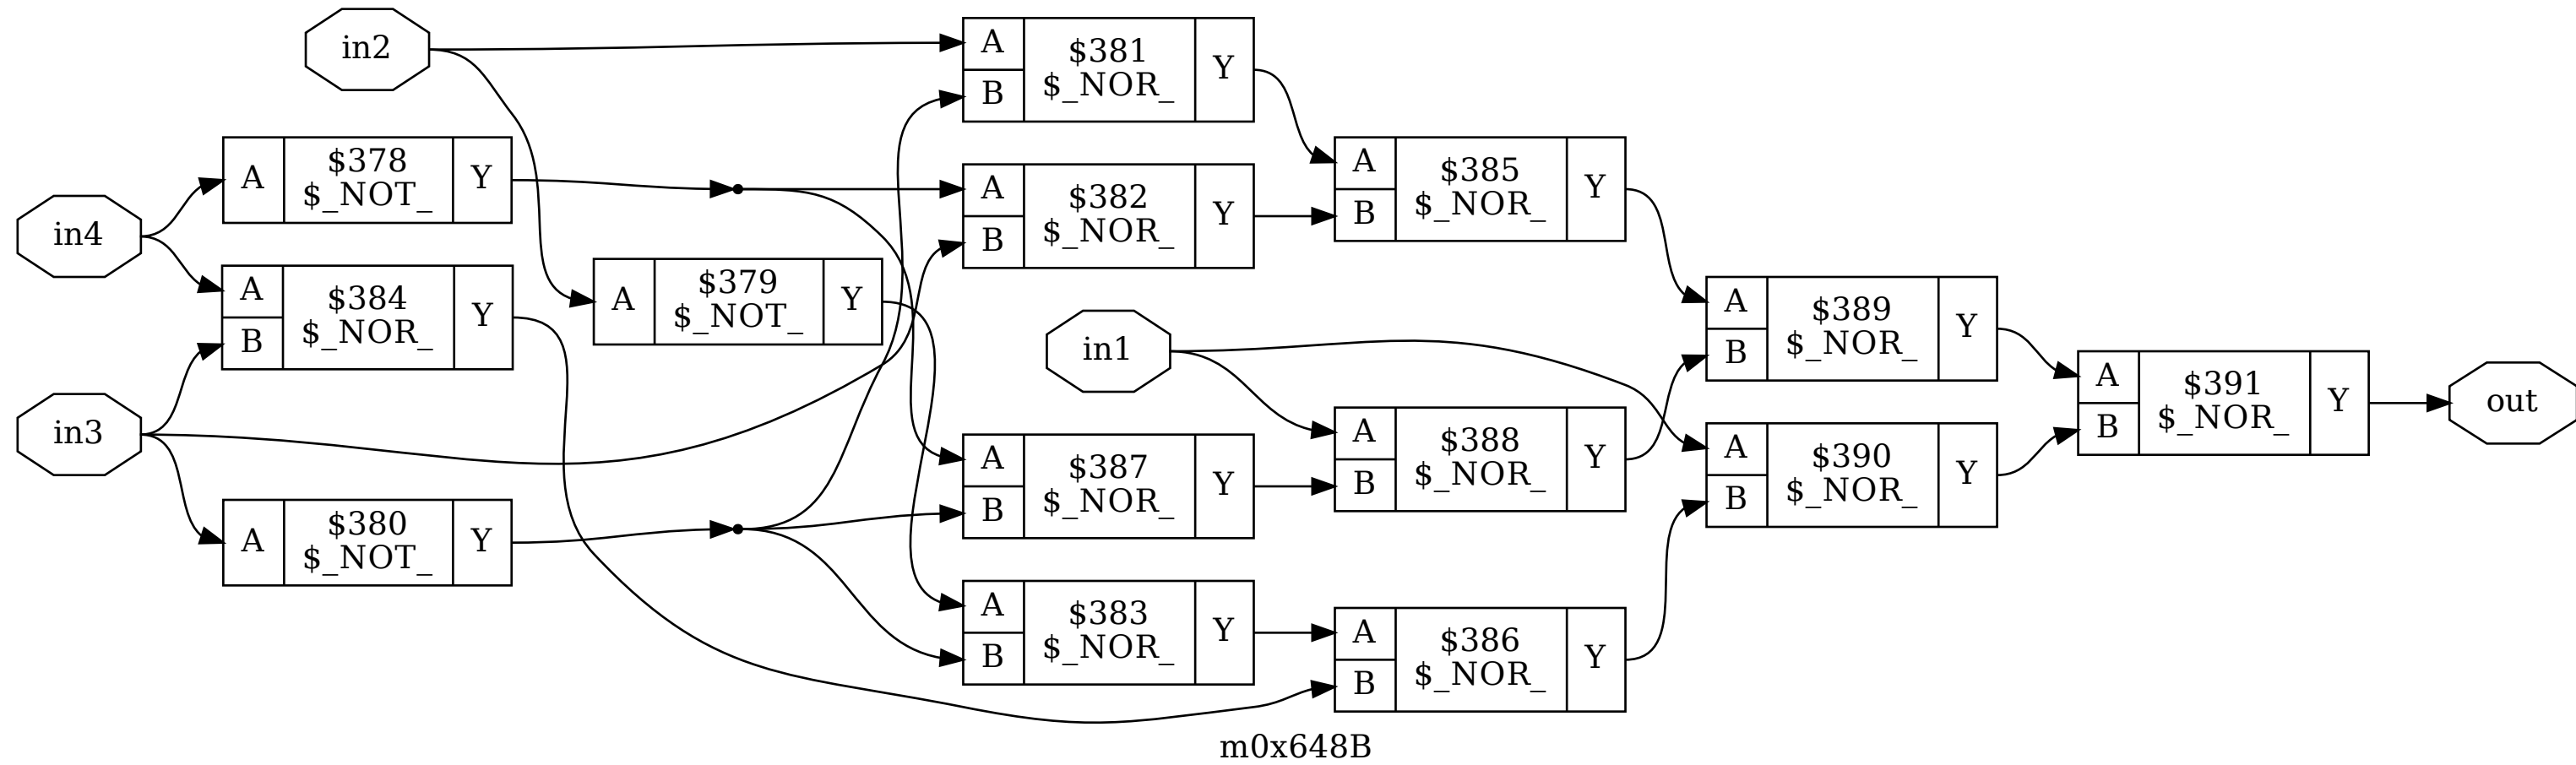 in2
in4
in3
A $378 $_NOT_ Y
A B $384 $_NOR_ Y
A $380 $_NOT_ Y
A $379 $_NOT_ Y
A B $381 $_NOR_ Y
A B $382 $_NOR_ Y
in1
A B $387 $_NOR_ Y
A B $383 $_NOR_ Y
A B $385 $_NOR_ Y
A B $388 $_NOR_ Y
A B $386 $_NOR_ Y
A B $389 $_NOR_ Y
A B $390 $_NOR_ Y
A B $391 $_NOR_ Y
out
m0x648B